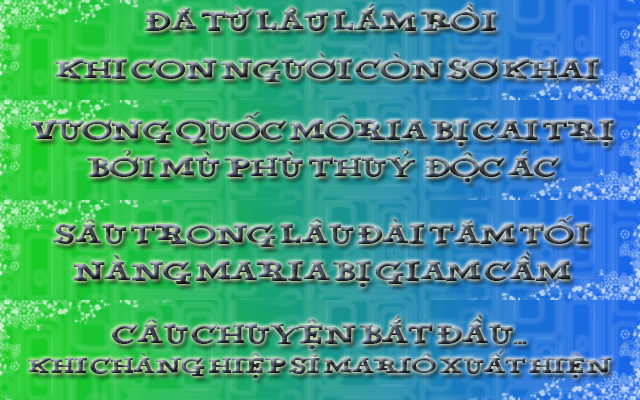 ĐÃ TỪ LÂU LẮM RỒI
KHI CON NGƯỜI CÒN SƠ KHAI
VƯƠNG QUỐC MÔRIA BỊ CAI TRỊ
BỞI MÙ PHÙ THUỶ ĐỘC ÁC
SÂU TRONG LÂU ĐÀI TĂM TỐI
NÀNG MARIA BỊ GIAM CẦM
CÂU CHUYỆN BẮT ĐẦU...
KHI CHÀNG HIỆP SĨ MARIÔ XUẤT HIỆN